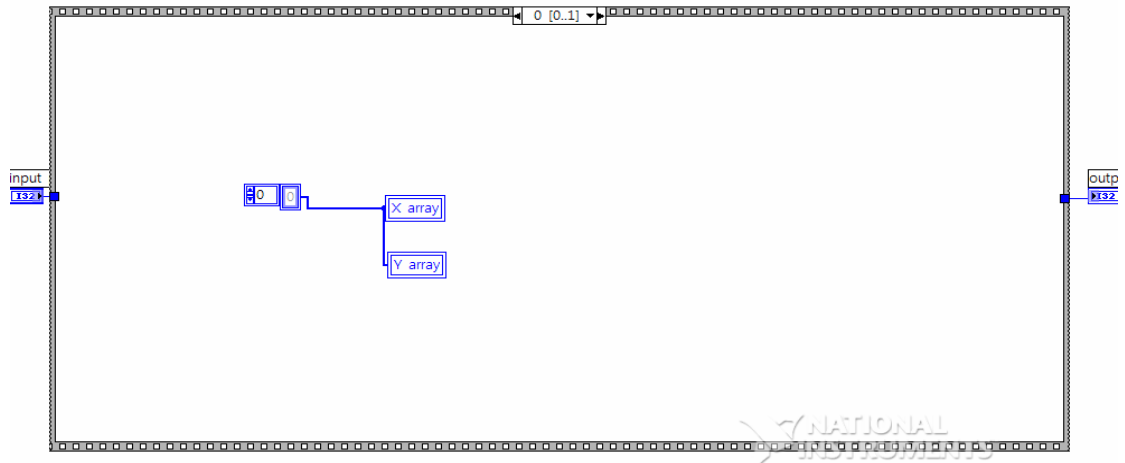 0 [0..1]
input
I32
0
0
X array
Y array
outp
I32
NATIONAL
INSTRUMENTS